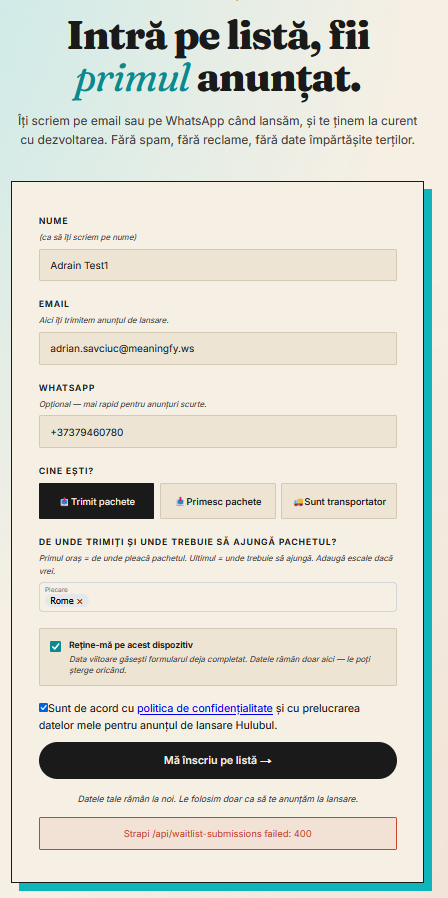 Intră pe listă, fii
primul anunțat.
Îți scriem pe email sau pe WhatsApp când lansăm, și te ținem la curent
cu dezvoltarea. Fără spam, fără reclame, fără date împărtășite terților.
NUME
(ca să îți scriem pe nume)
Adrain Test1
EMAIL
Aici îți trimitem anunțul de lansare.
adrian.savciuc@meaningfy.ws
WHATSAPP
Opțional — mai rapid pentru anunțuri scurte.
+37379460780
CINE EȘTI?
Trimit pachete
Primesc pachete
Sunt transportator
DE UNDE TRIMIȚI ȘI UNDE TREBUIE SĂ AJUNGĂ PACHETUL?
Primul oraș = de unde pleacă pachetul. Ultimul = unde trebuie să ajungă. Adaugă escale dacă
vrei.
Plecare
Rome ×
Reține-mă pe acest dispozitiv
Data viitoare găsești formularul deja completat. Datele rămân doar aici — le poți
șterge oricând.
Sunt de acord cu politica de confidențialitate și cu prelucrarea
datelor mele pentru anunțul de lansare Hulubul.
Mă înscriu pe listă →
Datele tale rămân la noi. Le folosim doar ca să te anunțăm la lansare.
Strapi /api/waitlist-submissions failed: 400